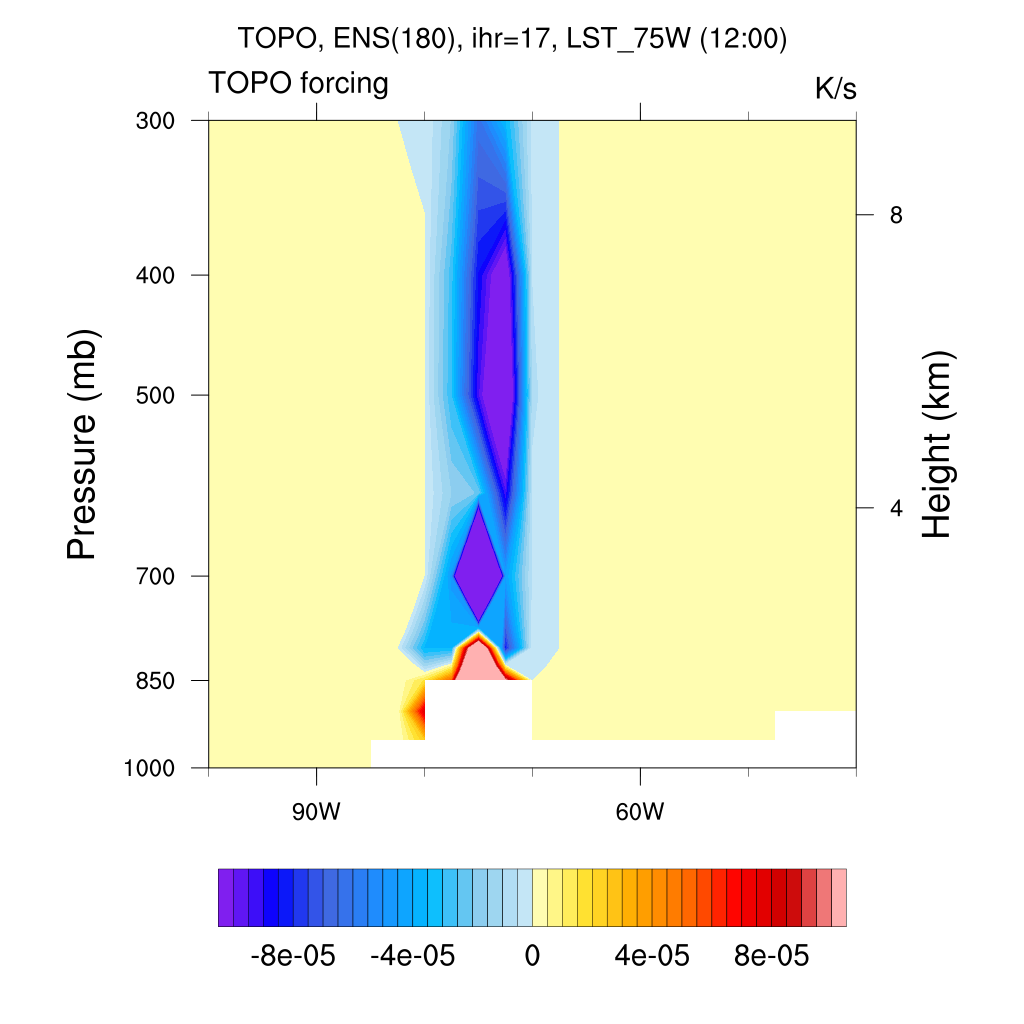 TOPO, ENS(180), ihr=17, LST_75W (12:00)
TOPO forcing
K/s
300
400
500
700
850
1000
Pressure (mb)
8
4
Height (km)
90W
60W
-8e-05
-4e-05
0
4e-05
8e-05